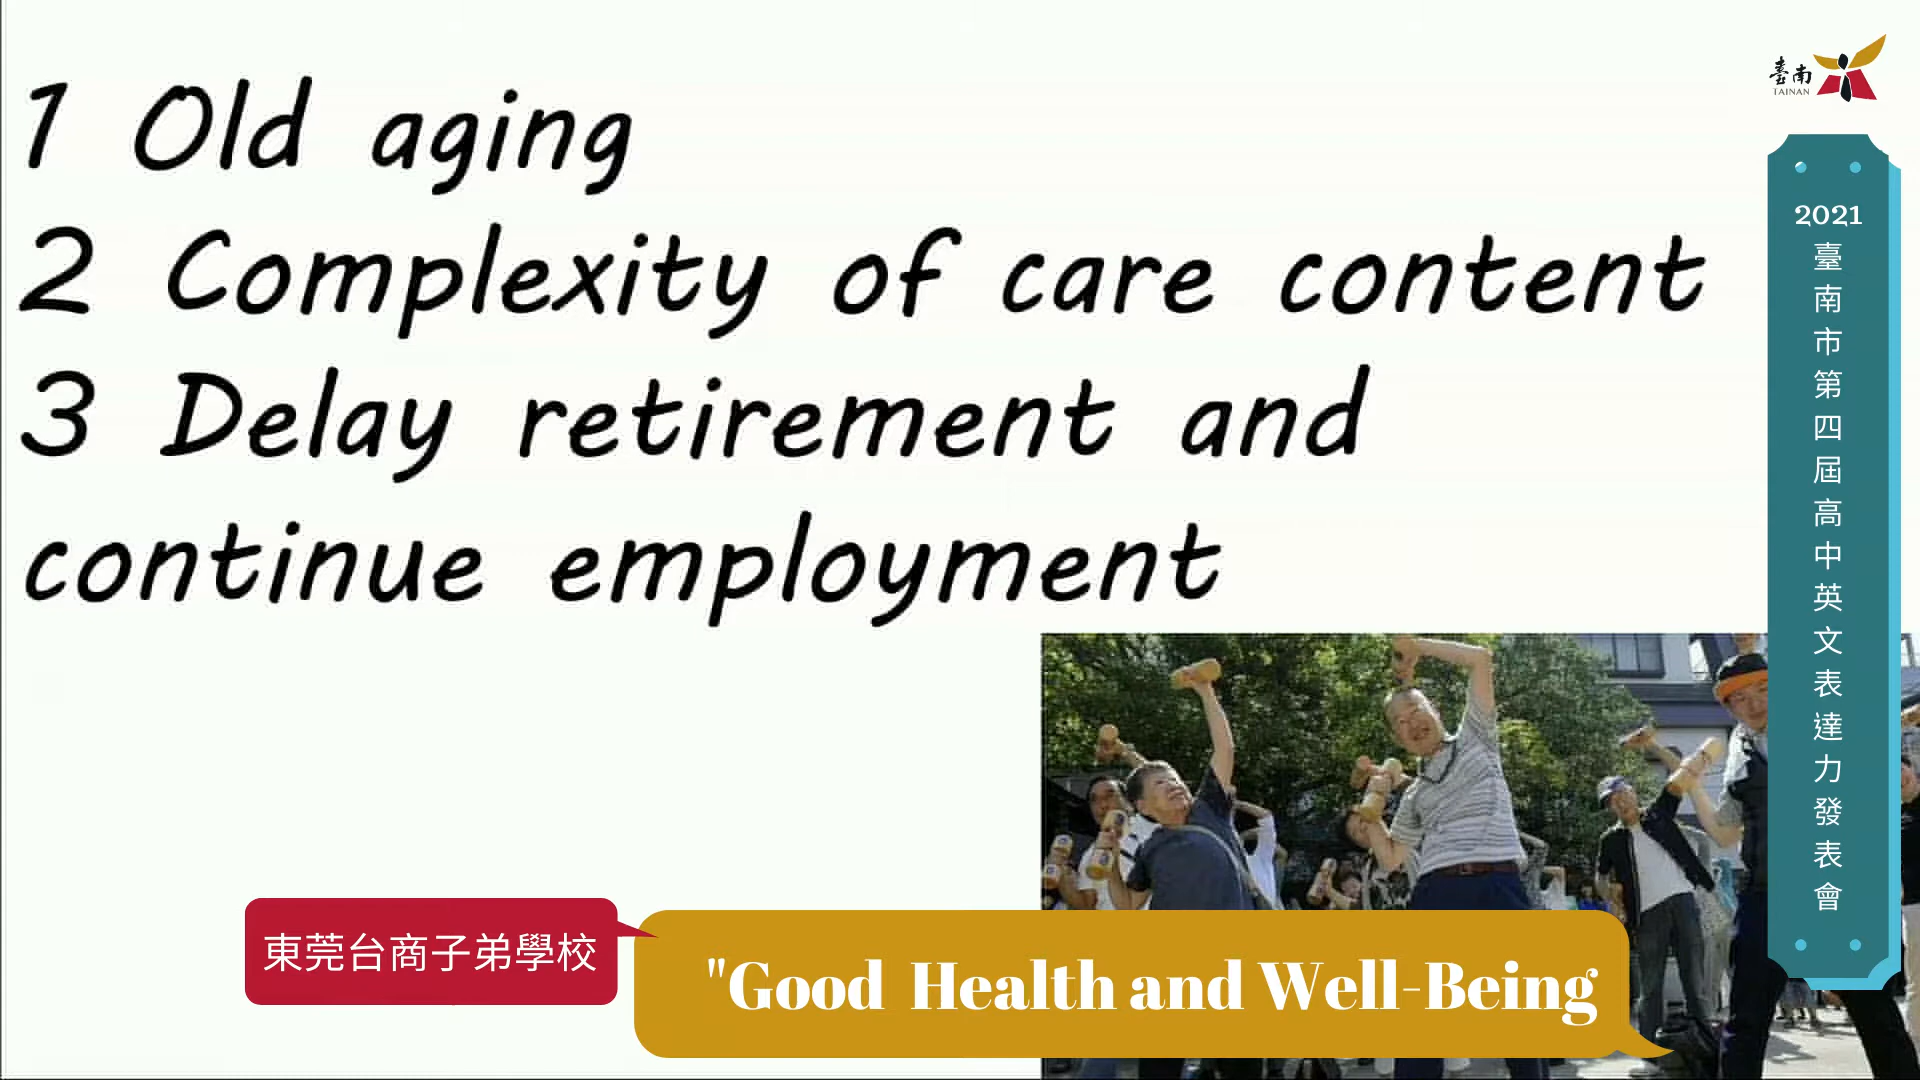 1 Old aging
2 Complexity of care content
3 Delay retirement and
continue employment
臺南
TAINAN
2021
臺南市第四屆高中英文表達力發表會
東莞台商子弟學校
"Good Health and Well-Being